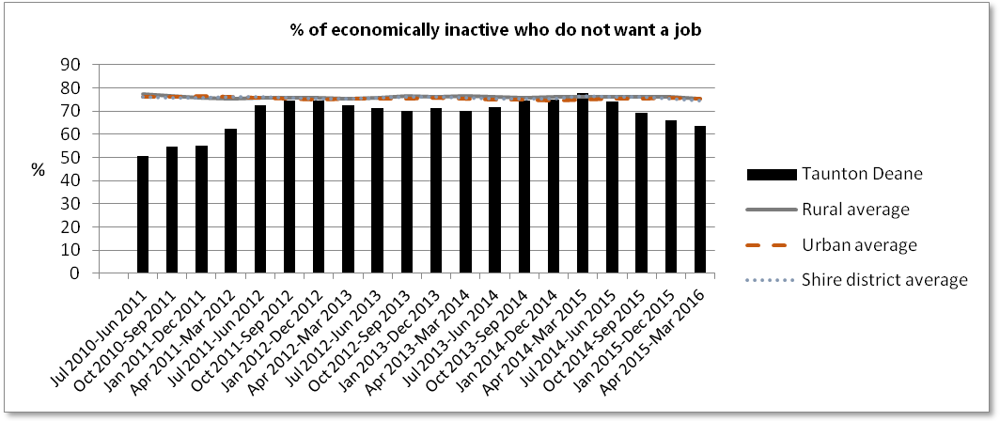 % of economically inactive who do not want a job
90
80
70
60
50
40
30
20
10
0
%
Jul 2010-Jun 2011
Oct 2010-Sep 2011
Jan 2011-Dec 2011
Apr 2011-Mar 2012
Jul 2011-Jun 2012
Oct 2011-Sep 2012
Jan 2012-Dec 2012
Apr 2012-Mar 2013
Jul 2012-Jun 2013
Oct 2012-Sep 2013
Jan 2013-Dec 2013
Apr 2013-Mar 2014
Jul 2013-Jun 2014
Oct 2013-Sep 2014
Jan 2014-Dec 2014
Apr 2014-Mar 2015
Jul 2014-Jun 2015
Oct 2014-Sep 2015
Jan 2015-Dec 2015
Apr 2015-Mar 2016
Taunton Deane
Rural average
Urban average
Shire district average